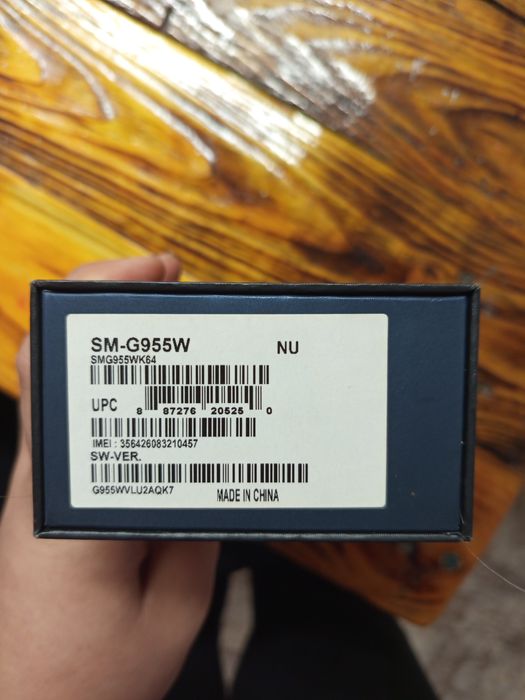 SM-G955W NU
SMG955WK64
UPC 8 87276 20525 0
IMEI : 356426083210457
SW-VER.
G955WVLU2AQK7 MADE IN CHINA